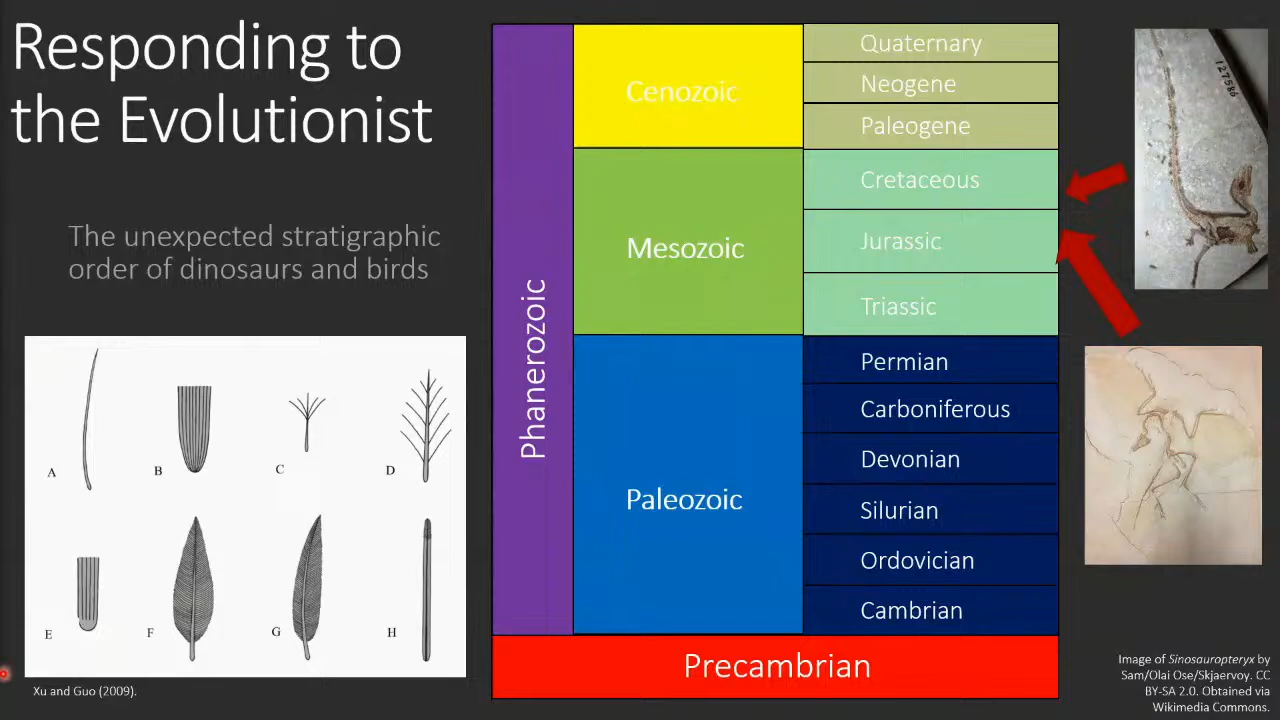 Responding to
the Evolutionist
The unexpected stratigraphic
order of dinosaurs and birds
A
B
C
D
E
F
G
H
Xu and Guo (2009).
Phanerozoic
Cenozoic
Mesozoic
Paleozoic
Quaternary
Neogene
Paleogene
Cretaceous
Jurassic
Triassic
Permian
Carboniferous
Devonian
Silurian
Ordovician
Cambrian
Precambrian
127586
Image of Sinosauropteryx by
Sam/Olai Ose/Skjaervoy. CC
BY-SA 2.0. Obtained via
Wikimedia Commons.